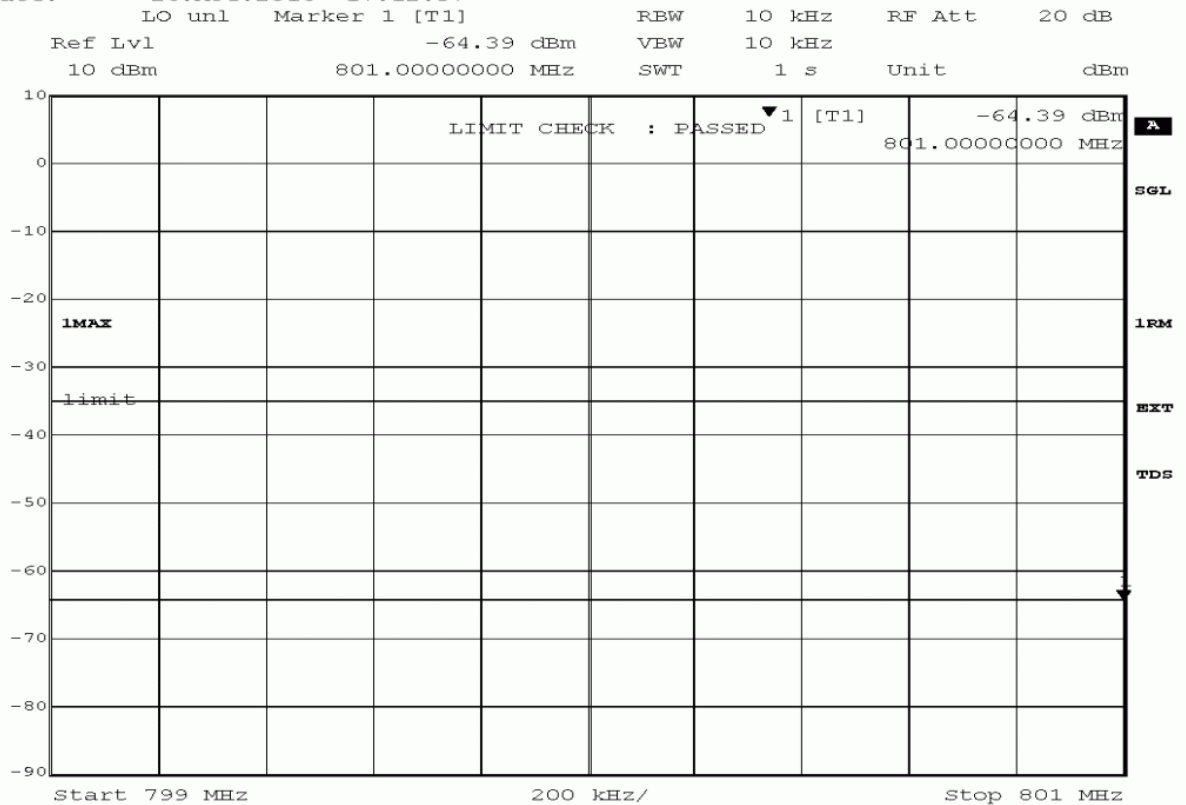 LO unl Marker 1 [T1] RBW 10 kHz RF Att 20 dB
Ref Lvl -64.39 dBm VBW 10 kHz
10 dBm 801.00000000 MHz SWT 1 s Unit dBm
10
1 [T1] -64.39 dBm
LIMIT CHECK : PASSED
A
801.00000000 MHz
0
SGL
-10
-20
1MAX
1RM
-30
limit
EXT
-40
TDS
-50
-60
1
-70
-80
-90
Start 799 MHz 200 kHz/ Stop 801 MHz